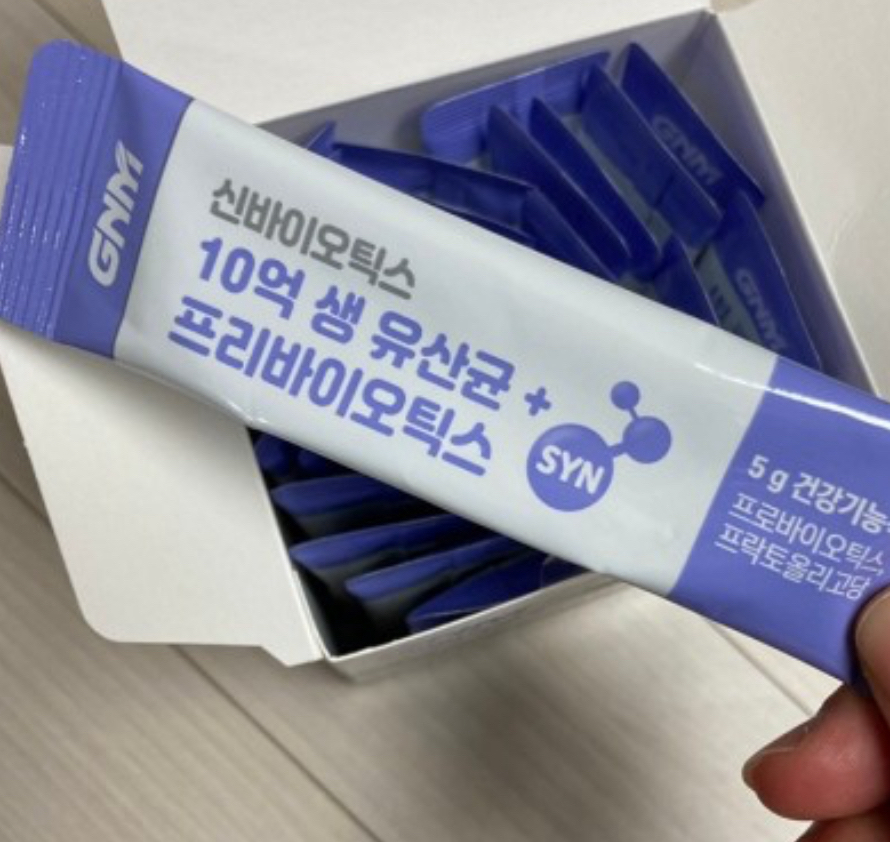 GNM
신바이오틱스
10억 생 유산균 +
프리바이오틱스
SYN
5 g 건강기능
프로바이오틱스
프락토올리고당
GNM
GNM